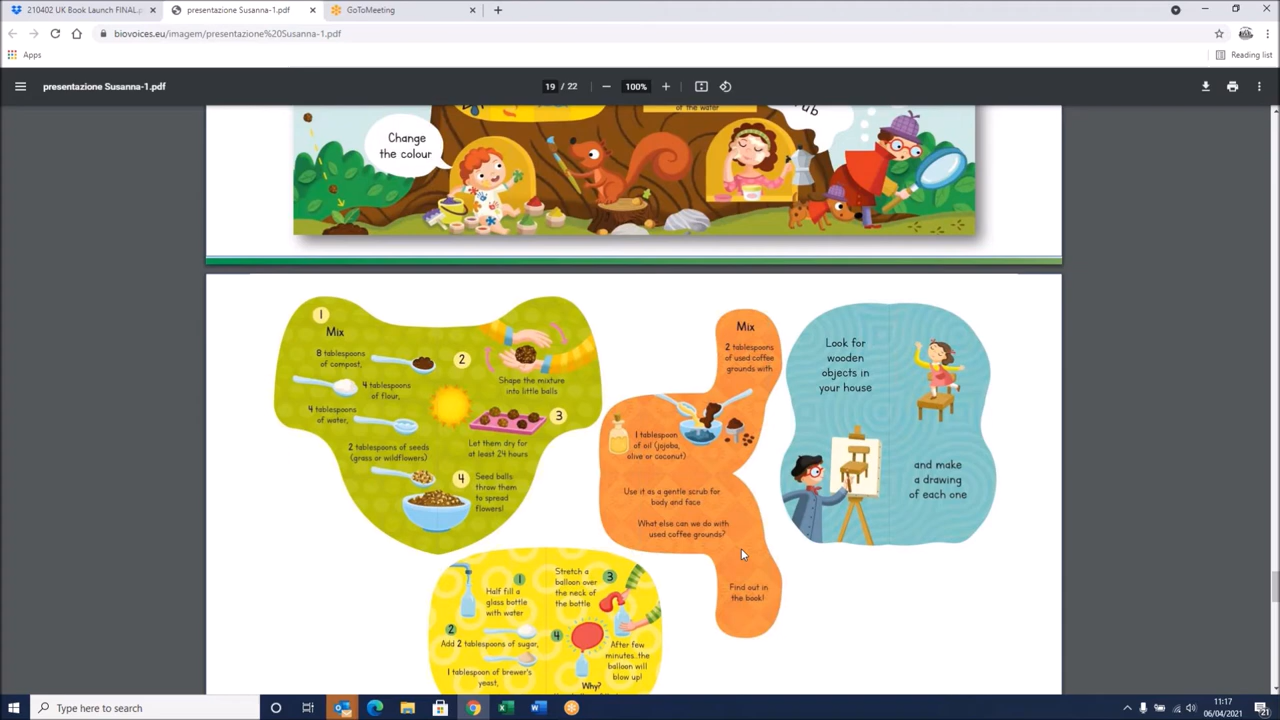 210402 UK Book Launch FINAL.p
presentazione Susanna-1.pdf
GoToMeeting
biovoices.eu/imagem/presentazione%20Susanna-1.pdf
Apps
Reading list
presentazione Susanna-1.pdf
19 / 22
100%
of the water
Change
the colour
1
Mix
8 tablespoons
of compost,
4 tablespoons
of flour,
4 tablespoons
of water,
2 tablespoons of seeds
(grass or wildflowers)
2
Shape the mixture
into little balls
3
Let them dry for
at least 24 hours
4
Seed balls:
throw them
to spread
flowers!
Mix
2 tablespoons
of used coffee
grounds with
1 tablespoon
of oil (jojoba,
olive or coconut)
Use it as a gentle scrub for
body and face
What else can we do with
used coffee grounds?
Find out in
the book!
Look for
wooden
objects in
your house
and make
a drawing
of each one
1
Half fill a
glass bottle
with water
2
Add 2 tablespoons of sugar,
1 tablespoon of brewer's
yeast,
Stretch a
balloon over
the neck of
the bottle
3
4
After few
minutes...the
balloon will
blow up!
Why?
Type here to search
11:17
06/04/2021
21